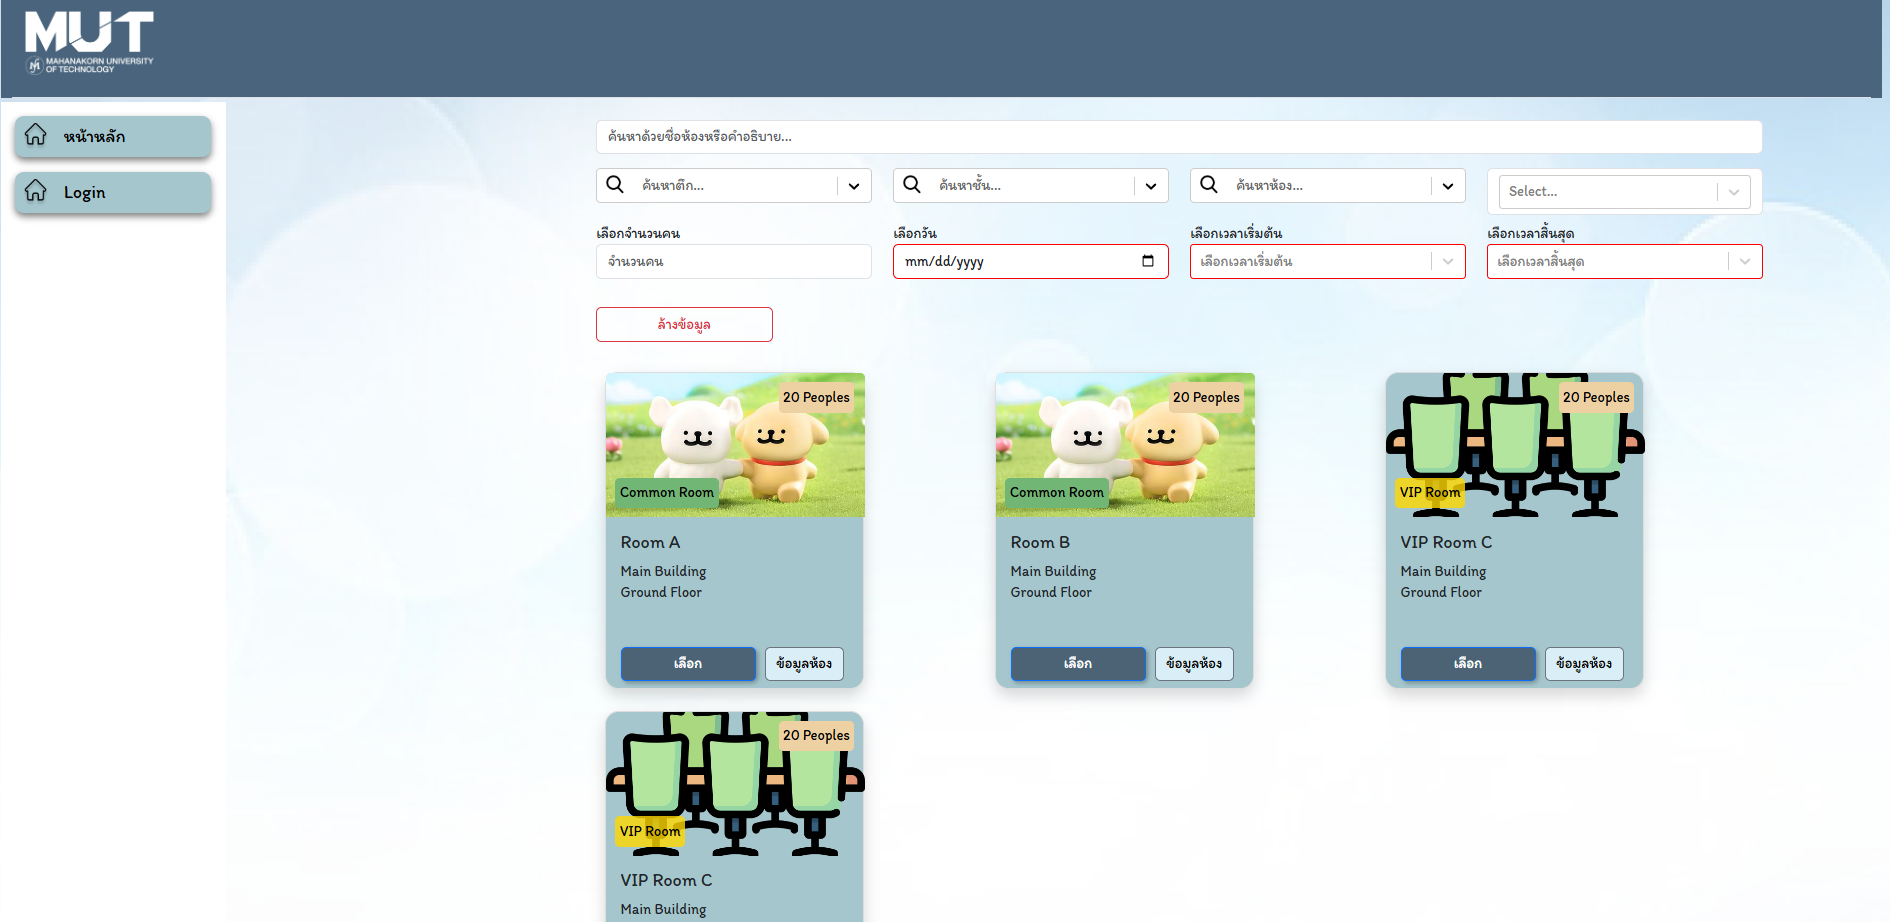 MUT
MAHANAKORN UNIVERSITY
OF TECHNOLOGY
หน้าหลัก
Login
ค้นหาด้วยชื่อห้องหรือคำอธิบาย...
ค้นหาตึก...
ค้นหาชั้น...
ค้นหาห้อง...
Select...
เลือกจำนวนคน
เลือกวัน
เลือกเวลาเริ่มต้น
เลือกเวลาสิ้นสุด
จำนวนคน
mm/dd/yyyy
เลือกเวลาเริ่มต้น
เลือกเวลาสิ้นสุด
ล้างข้อมูล
20 Peoples
Common Room
Room A
Main Building
Ground Floor
เลือก
ข้อมูลห้อง
20 Peoples
Common Room
Room B
Main Building
Ground Floor
เลือก
ข้อมูลห้อง
20 Peoples
VIP Room
VIP Room C
Main Building
Ground Floor
เลือก
ข้อมูลห้อง
20 Peoples
VIP Room
VIP Room C
Main Building